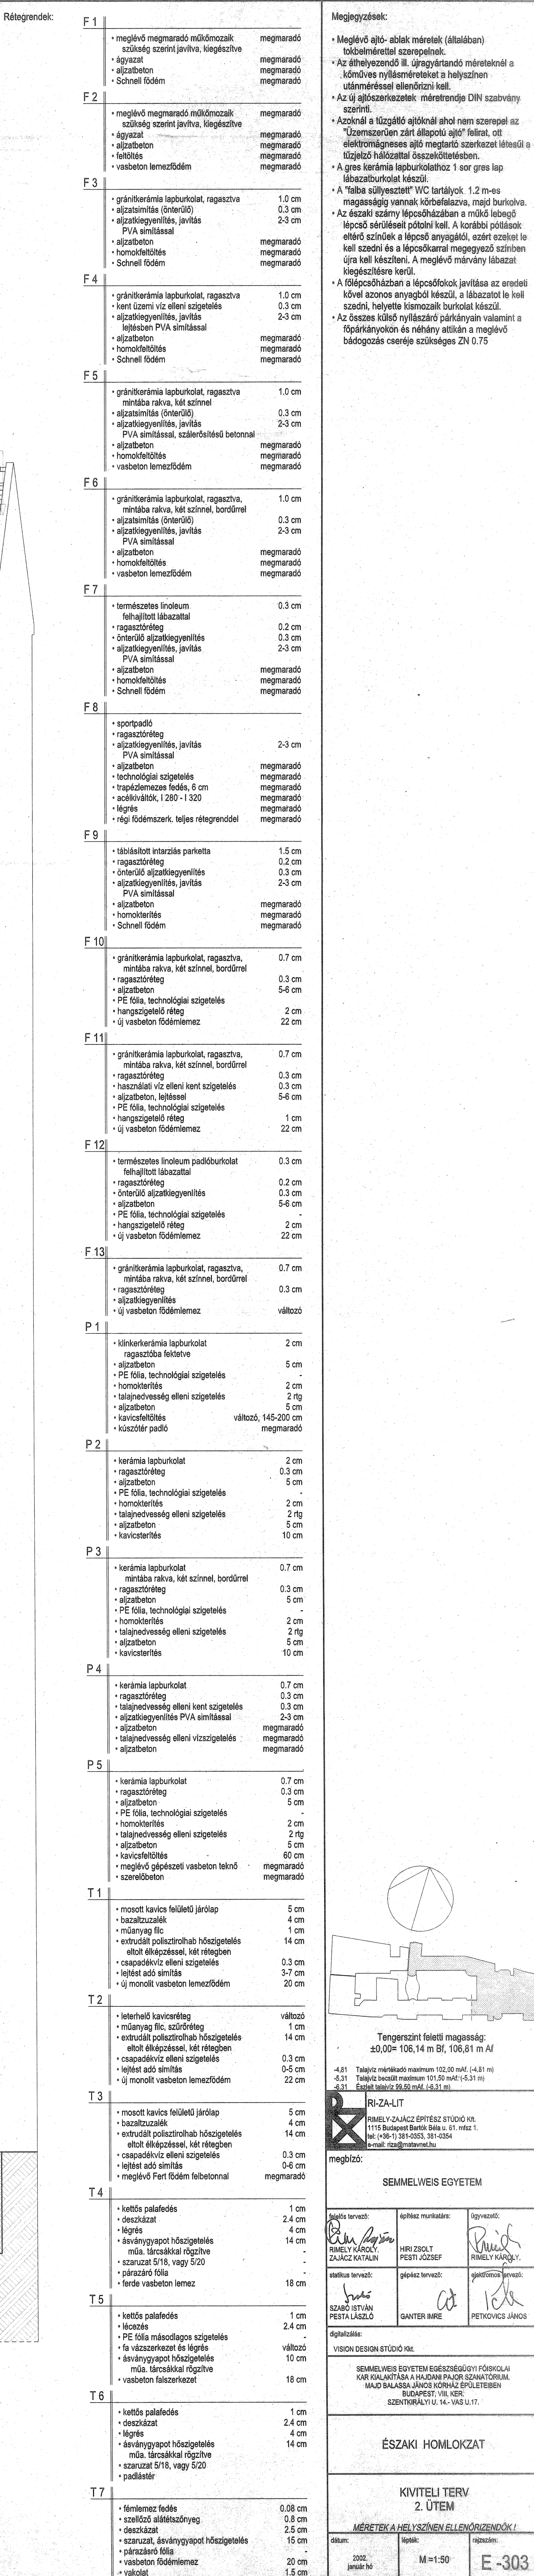 Rétegrendek:
F 1
• meglévő megmaradó műkőmozaik megmaradó
szükség szerint javítva, kiegészítve
• ágyazat megmaradó
• aljzatbeton megmaradó
• Schnell födém megmaradó
F 2
• meglévő megmaradó műkőmozaik megmaradó
szükség szerint javítva, kiegészítve
• ágyazat megmaradó
• aljzatbeton megmaradó
• feltöltés megmaradó
• vasbeton lemezfödém megmaradó
F 3
• gránitkerámia lapburkolat, ragasztva 1.0 cm
• aljzatsimítás (önterülő) 0.3 cm
• aljzatkiegyenlítés, javítás 2-3 cm
PVA simítással
• aljzatbeton megmaradó
• homokfeltöltés megmaradó
• Schnell födém megmaradó
F 4
• gránitkerámia lapburkolat, ragasztva 1.0 cm
• kent üzemi víz elleni szigetelés 0.3 cm
• aljzatkiegyenlítés, javítás 2-3 cm
lejtésben PVA simítással
• aljzatbeton megmaradó
• homokfeltöltés megmaradó
• Schnell födém megmaradó
F 5
• gránitkerámia lapburkolat, ragasztva 1.0 cm
mintába rakva, két színnel
• aljzatsimítás (önterülő) 0.3 cm
• aljzatkiegyenlítés, javítás 2-3 cm
PVA simítással, szálerősítésű betonnal
• aljzatbeton megmaradó
• homokfeltöltés megmaradó
• vasbeton lemezfödém megmaradó
F 6
• gránitkerámia lapburkolat, ragasztva, 1.0 cm
mintába rakva, két színnel, bordűrrel
• aljzatsimítás (önterülő) 0.3 cm
• aljzatkiegyenlítés, javítás 2-3 cm
PVA simítással
• aljzatbeton megmaradó
• homokfeltöltés megmaradó
• vasbeton lemezfödém megmaradó
F 7
• természetes linoleum 0.3 cm
felhajlított lábazattal
• ragasztóréteg 0.2 cm
• önterülő aljzatkiegyenlítés 0.3 cm
• aljzatkiegyenlítés, javítás 2-3 cm
PVA simítással
• aljzatbeton megmaradó
• homokfeltöltés megmaradó
• Schnell födém megmaradó
F 8
• sportpadló
• ragasztóréteg
• aljzatkiegyenlítés, javítás 2-3 cm
PVA simítással
• aljzatbeton megmaradó
• technológiai szigetelés megmaradó
• trapézlemezes fedés, 6 cm megmaradó
• acélkiváltók, I 280 - I 320 megmaradó
• légrés megmaradó
• régi födémszerk. teljes rétegrenddel megmaradó
F 9
• táblásított intarziás parketta 1.5 cm
• ragasztóréteg 0.2 cm
• önterülő aljzatkiegyenlítés 0.3 cm
• aljzatkiegyenlítés, javítás 2-3 cm
PVA simítással
• aljzatbeton megmaradó
• homokterítés megmaradó
• Schnell födém megmaradó
F 10
• gránitkerámia lapburkolat, ragasztva, 0.7 cm
mintába rakva, két színnel, bordűrrel
• ragasztóréteg 0.3 cm
• aljzatbeton 5-6 cm
• PE fólia, technológiai szigetelés
• hangszigetelő réteg 2 cm
• új vasbeton födémlemez 22 cm
F 11
• gránitkerámia lapburkolat, ragasztva, 0.7 cm
mintába rakva, két színnel, bordűrrel
• ragasztóréteg 0.3 cm
• használati víz elleni kent szigetelés 0.3 cm
• aljzatbeton, lejtéssel 5-6 cm
• PE fólia, technológiai szigetelés
• hangszigetelő réteg 1 cm
• új vasbeton födémlemez 22 cm
F 12
• természetes linoleum padlóburkolat 0.3 cm
felhajlított lábazattal
• ragasztóréteg 0.2 cm
• önterülő aljzatkiegyenlítés 0.3 cm
• aljzatbeton 5-6 cm
• PE fólia, technológiai szigetelés -
• hangszigetelő réteg 2 cm
• új vasbeton födémlemez 22 cm
F 13
• gránitkerámia lapburkolat, ragasztva, 0.7 cm
mintába rakva, két színnel, bordűrrel
• ragasztóréteg 0.3 cm
• aljzatkiegyenlítés
• új vasbeton födémlemez változó
P 1
• klinkerkerámia lapburkolat 2 cm
ragasztóba fektetve
• aljzatbeton 5 cm
• PE fólia, technológiai szigetelés -
• homokterítés 2 cm
• talajnedvesség elleni szigetelés 2 rtg
• aljzatbeton 5 cm
• kavicsfeltöltés változó, 145-200 cm
• kúszótér padló megmaradó
P 2
• kerámia lapburkolat 2 cm
• ragasztóréteg 0.3 cm
• aljzatbeton 5 cm
• PE fólia, technológiai szigetelés -
• homokterítés 2 cm
• talajnedvesség elleni szigetelés 2 rtg
• aljzatbeton 5 cm
• kavicsterítés 10 cm
P 3
• kerámia lapburkolat 0.7 cm
mintába rakva, két színnel, bordűrrel
• ragasztóréteg 0.3 cm
• aljzatbeton 5 cm
• PE fólia, technológiai szigetelés -
• homokterítés 2 cm
• talajnedvesség elleni szigetelés 2 rtg
• aljzatbeton 5 cm
• kavicsterítés 10 cm
P 4
• kerámia lapburkolat 0.7 cm
• ragasztóréteg 0.3 cm
• talajnedvesség elleni kent szigetelés 0.3 cm
• aljzatkiegyenlítés PVA simítással 2-3 cm
• aljzatbeton megmaradó
• talajnedvesség elleni vízszigetelés megmaradó
• aljzatbeton megmaradó
P 5
• kerámia lapburkolat 0.7 cm
• ragasztóréteg 0.3 cm
• aljzatbeton 5 cm
• PE fólia, technológiai szigetelés -
• homokterítés 2 cm
• talajnedvesség elleni szigetelés 2 rtg
• aljzatbeton 5 cm
• kavicsfeltöltés 60 cm
• meglévő gépészeti vasbeton teknő megmaradó
• szerelőbeton megmaradó
T 1
• mosott kavics felületű járólap 5 cm
• bazaltzuzalék 4 cm
• műanyag filc 1 cm
• extrudált polisztirolhab hőszigetelés 14 cm
eltolt élképzéssel, két rétegben
• csapadékvíz elleni szigetelés 0.3 cm
• lejtést adó simítás 3-7 cm
• új monolit vasbeton lemezfödém 20 cm
T 2
• leterhelő kavicsréteg változó
• műanyag filc, szűrőréteg 1 cm
• extrudált polisztirolhab hőszigetelés 14 cm
eltolt élképzéssel, két rétegben
• csapadékvíz elleni szigetelés 0.3 cm
• lejtést adó simítás 0-5 cm
• új monolit vasbeton lemezfödém 22 cm
T 3
• mosott kavics felületű járólap 5 cm
• bazaltzuzalék 4 cm
• extrudált polisztirolhab hőszigetelés 14 cm
eltolt élképzéssel, két rétegben
• csapadékvíz elleni szigetelés 0.3 cm
• lejtést adó simítás 0-6 cm
• meglévő Fert födém felbetonnal megmaradó
T 4
• kettős palafedés 1 cm
• deszkázat 2.4 cm
• légrés 4 cm
• ásványgyapot hőszigetelés 14 cm
műa. tárcsákkal rögzítve -
• szaruzat 5/18, vagy 5/20 -
• párazáró fólia -
• ferde vasbeton lemez 18 cm
T 5
• kettős palafedés 1 cm
• lécezés 2.4 cm
• PE fólia másodlagos szigetelés -
• fa vázszerkezet és légrés változó
• ásványgyapot hőszigetelés 10 cm
műa. tárcsákkal rögzítve
• vasbeton falszerkezet 18 cm
T 6
• kettős palafedés 1 cm
• deszkázat 2.4 cm
• légrés 4 cm
• ásványgyapot hőszigetelés 14 cm
műa. tárcsákkal rögzítve
• szaruzat 5/18, vagy 5/20
• padlástér
T 7
• fémlemez fedés 0.08 cm
• szellőző alátétszőnyeg 0.8 cm
• deszkázat 2.5 cm
• szaruzat, ásványgyapot hőszigetelés 15 cm
• párazásró fólia -
• vasbeton födémlemez 20 cm
• vakolat 1.5 cm
Megjegyzések:
• Meglévő ajtó- ablak méretek (általában)
tokbelmérettel szerepelnek.
• Az áthelyezendő ill. újragyártandó méreteknél a
kőműves nyílásméreteket a helyszínen
utánméréssel ellenőrizni kell.
• Az új ajtószerkezetek méretrendje DIN szabvány
szerinti.
• Azoknál a tűzgátló ajtóknál ahol nem szerepel az
"Üzemszerűen zárt állapotú ajtó" felirat, ott
elektromágneses ajtó megtartó szerkezet létesül a
tűzjelző hálózattal összeköttetésben.
• A gres kerámia lapburkolathoz 1 sor gres lap
lábazatburkolat készül.
• A "falba süllyesztett" WC tartályok 1.2 m-es
magasságig vannak körbefalazva, majd burkolva.
• Az északi szárny lépcsőházában a műkő lebegő
lépcső sérüléseit pótolni kell. A korábbi pótlások
eltérő színűek a lépcső anyagától, ezért ezeket le
kell szedni és a lépcsőkarral megegyező színben
újra kell készíteni. A meglévő márvány lábazat
kiegészítésre kerül.
• A főlépcsőházban a lépcsőfokok javítása az eredeti
kővel azonos anyagból készül, a lábazatot le kell
szedni, helyette kismozaik burkolat készül.
• Az összes külső nyílászáró párkányain valamint a
főpárkányokon és néhány attikán a meglévő
bádogozás cseréje szükséges ZN 0.75
Tengerszint feletti magasság:
±0,00= 106,14 m Bf, 106,81 m Af
-4,81 Talajvíz mértékadó maximum 102,00 mAf. (-4,81 m)
-5,31 Talajvíz becsült maximum 101,50 mAf. (-5,31 m)
-6,31 Észlelt talajvíz 99,50 mAf. (-6,31 m)
RI-ZA-LIT
RIMELY-ZAJÁCZ ÉPÍTÉSZ STÚDIÓ Kft.
1115 Budapest Bartók Béla u. 61. mfsz 1.
tel: (+36-1) 381-0353, 381-0354
e-mail: riza@matavnet.hu
megbízó:
SEMMELWEIS EGYETEM
felelős tervező: építész munkatárs: ügyvezető:
RIMELY KÁROLY, HIRI ZSOLT
ZAJÁCZ KATALIN PESTI JÓZSEF RIMELY KÁROLY,
statikus tervező: gépész tervező: elektromos tervező:
SZABÓ ISTVÁN
PESTA LÁSZLÓ GANTER IMRE PETKOVICS JÁNOS
digitalizálás:
VISION DESIGN STÚDIÓ Kkt.
SEMMELWEIS EGYETEM EGÉSZSÉGÜGYI FŐISKOLAI
KAR KIALAKÍTÁSA A HAJDANI PAJOR SZANATÓRIUM,
MAJD BALASSA JÁNOS KÓRHÁZ ÉPÜLETEIBEN
BUDAPEST, VIII. KER.
SZENTKIRÁLYI U. 14.- VAS U.17.
ÉSZAKI HOMLOKZAT
KIVITELI TERV
2. ÜTEM
MÉRETEK A HELYSZÍNEN ELLENŐRIZENDŐK !
dátum: lépték: rajzszám:
2002. január hó M =1:50 E -303